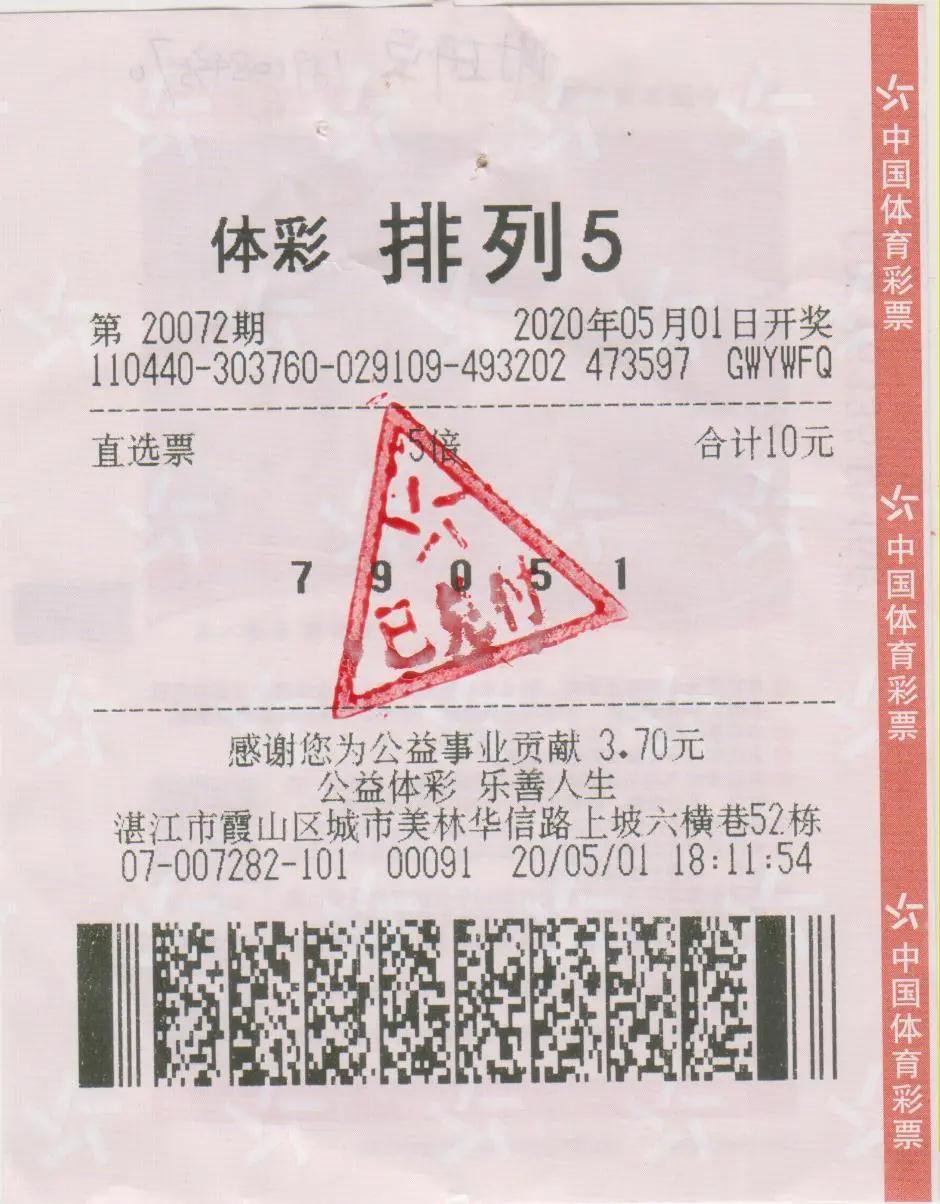 体彩 排列5
第 20072期 2020年05月01日开奖
110440-303760-029109-493202 473597 GWYWFQ
直选票 5倍 合计10元
7 9 0 5 1
已兑付
感谢您为公益事业贡献 3.70元
公益体彩 乐善人生
湛江市霞山区城市美林华信路上坡六横巷52栋
07-007282-101 00091 20/05/01 18:11:54
中国体育彩票
中国体育彩票
中国体育彩票